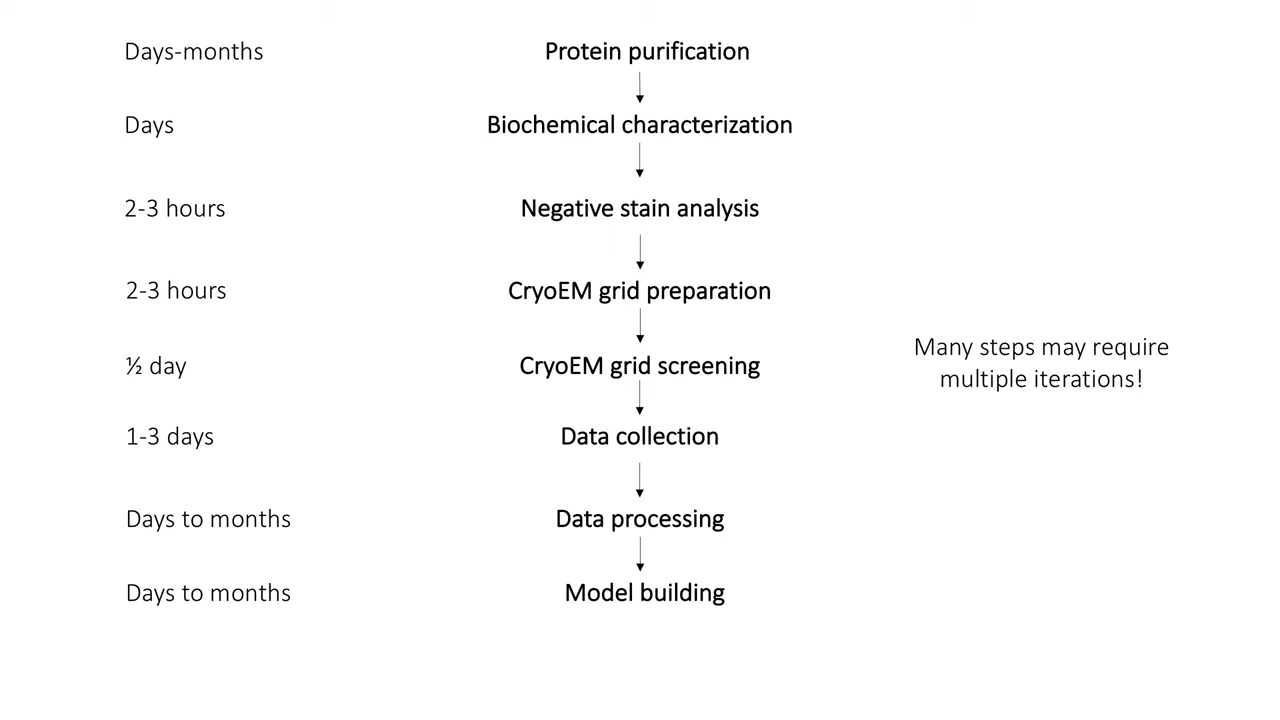 Days-months
Protein purification
Days
Biochemical characterization
2-3 hours
Negative stain analysis
2-3 hours
CryoEM grid preparation
½ day
CryoEM grid screening
Many steps may require
multiple iterations!
1-3 days
Data collection
Days to months
Data processing
Days to months
Model building